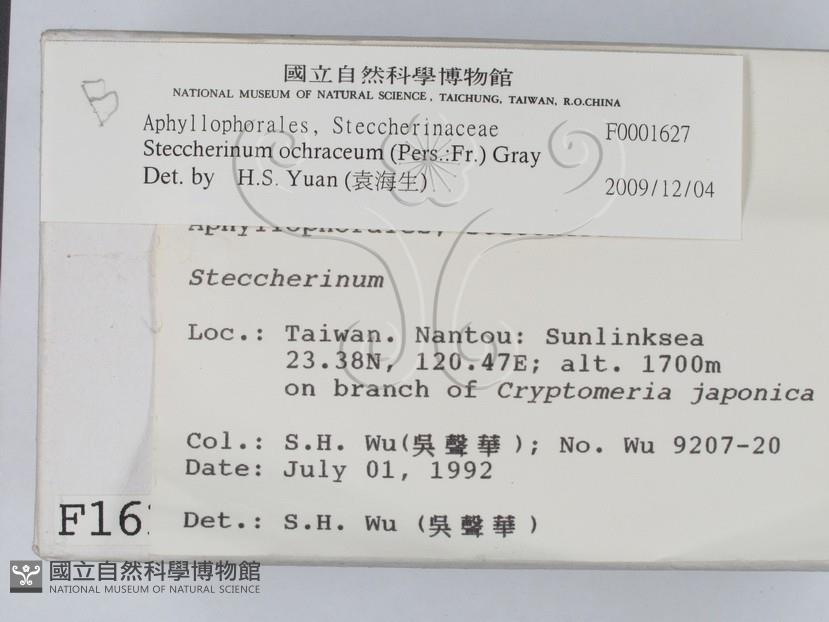 國立自然科學博物館
NATIONAL MUSEUM OF NATURAL SCIENCE, TAICHUNG, TAIWAN, R.O.CHINA
Aphyllophorales, Steccherinaceae F0001627
Steccherinum ochraceum (Pers.:Fr.) Gray
Det. by H.S. Yuan (袁海生) 2009/12/04
Aphyllophorales,
Steccherinum
Loc.: Taiwan. Nantou: Sunlinksea
23.38N, 120.47E; alt. 1700m
on branch of Cryptomeria japonica
Col.: S.H. Wu(吳聲華); No. Wu 9207-20
Date: July 01, 1992
Det.: S.H. Wu (吳聲華)
F16
國立自然科學博物館
NATIONAL MUSEUM OF NATURAL SCIENCE